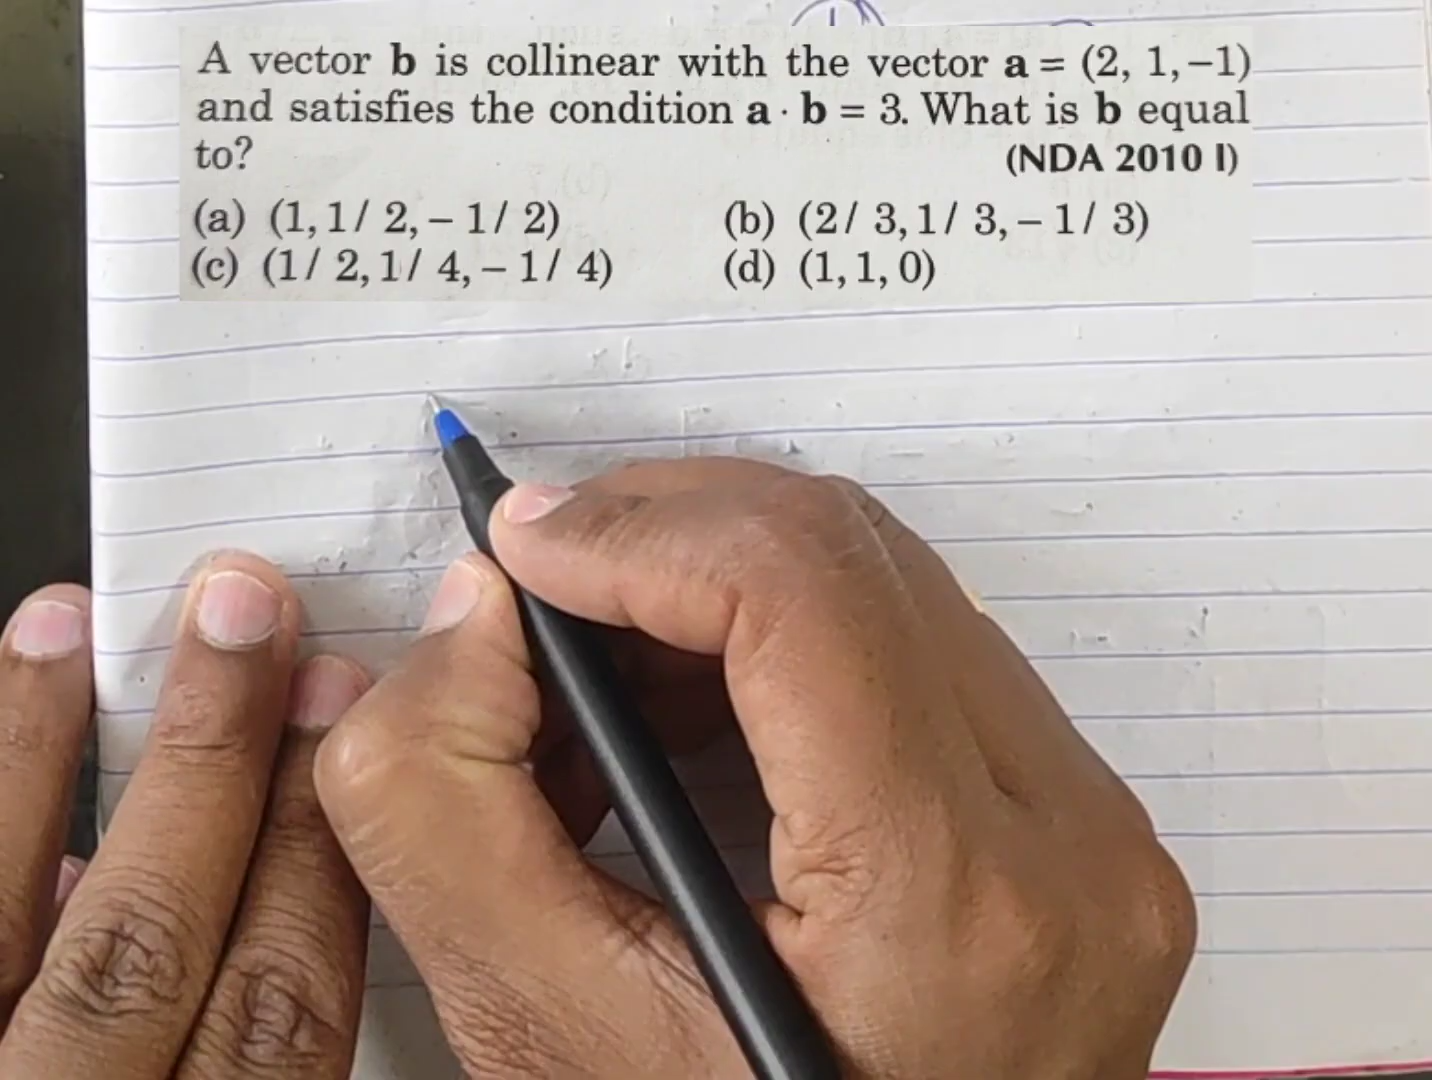 A vector b is collinear with the vector a = (2, 1, −1)
and satisfies the condition a · b = 3. What is b equal
to? (NDA 2010 I)
(a) (1, 1/ 2, − 1/ 2) (b) (2/ 3, 1/ 3, − 1/ 3)
(c) (1/ 2, 1/ 4, − 1/ 4) (d) (1, 1, 0)